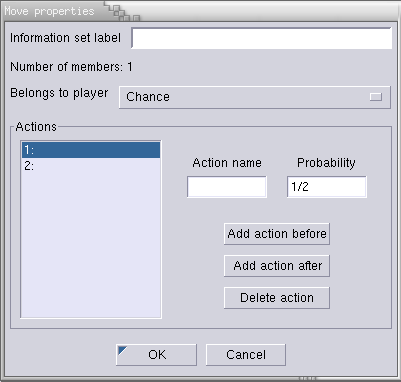 Move properties
Information set label
Number of members: 1
Belongs to player Chance
Actions
1:
2:
Action name Probability
1/2
Add action before
Add action after
Delete action
OK Cancel